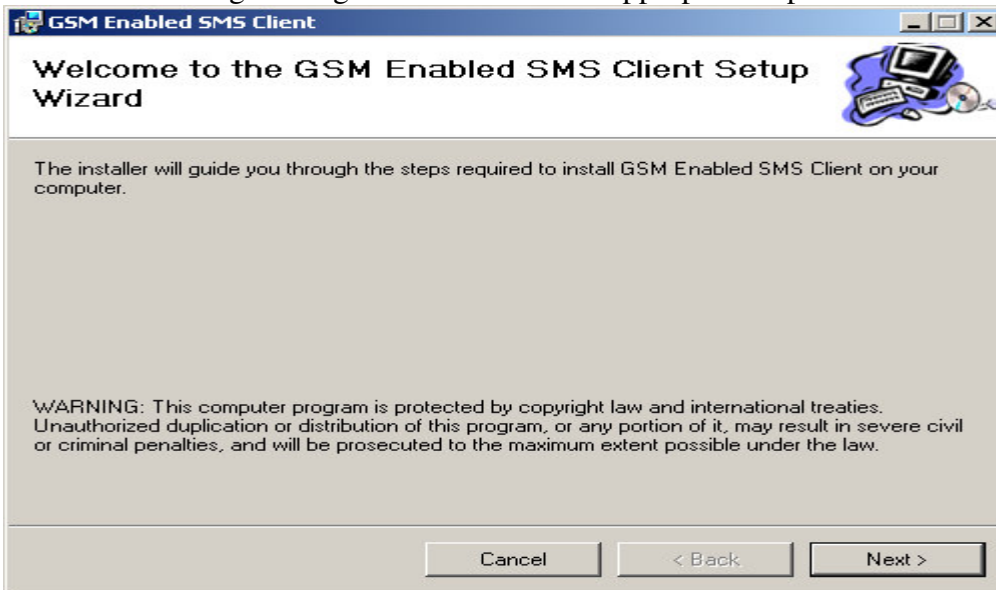 GSM Enabled SMS Client
Welcome to the GSM Enabled SMS Client Setup
Wizard
The installer will guide you through the steps required to install GSM Enabled SMS Client on your
computer.
WARNING: This computer program is protected by copyright law and international treaties.
Unauthorized duplication or distribution of this program, or any portion of it, may result in severe civil
or criminal penalties, and will be prosecuted to the maximum extent possible under the law.
Cancel
< Back
Next >